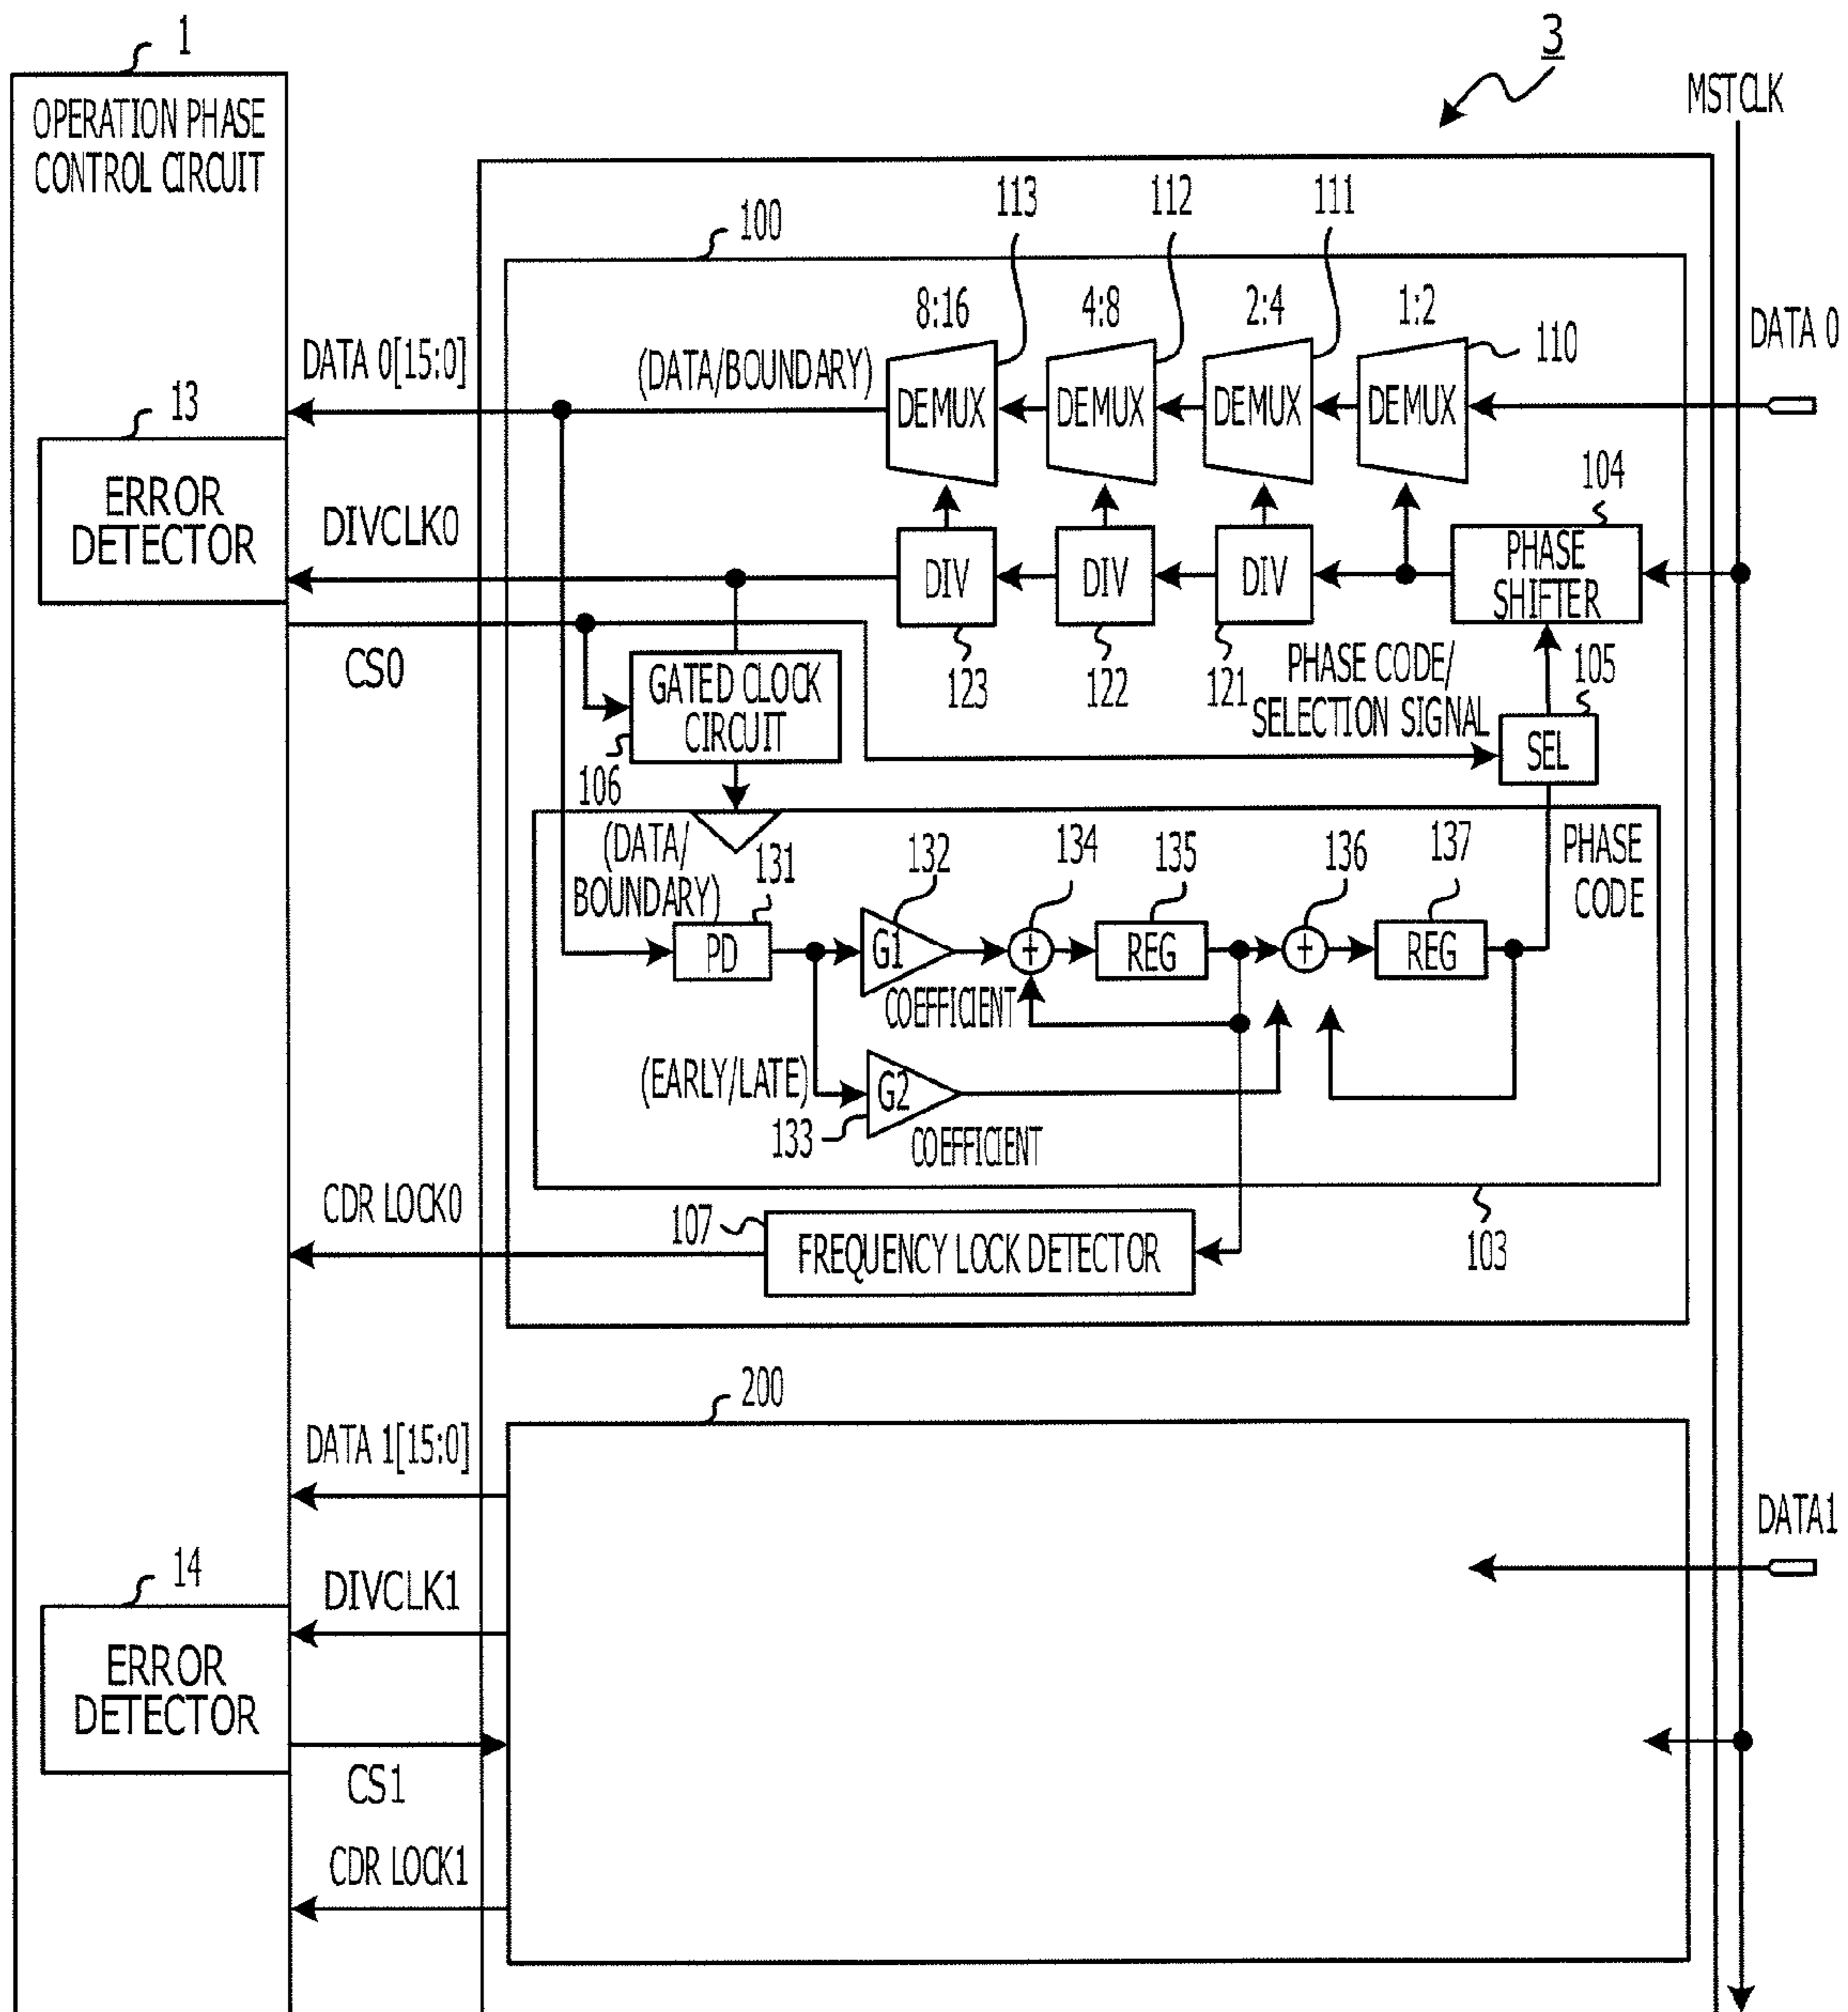 1
3
OPERATION PHASE
CONTROL CIRCUIT
MSTCLK
113
112
111
100
8:16
4:8
2:4
1:2
110
DATA 0
DATA 0[15:0]
(DATA/BOUNDARY)
DEMUX
DEMUX
DEMUX
DEMUX
13
ERROR
DETECTOR
DIVCLK0
104
DIV
DIV
DIV
PHASE
SHIFTER
CS0
123
122
121
PHASE CODE/
SELECTION SIGNAL
105
GATED CLOCK
CIRCUIT
SEL
106
(DATA/
BOUNDARY)
131
132
134
135
136
137
PHASE
CODE
PD
G1
+
REG
+
REG
COEFFICIENT
(EARLY/LATE)
G2
133
COEFFICIENT
CDR LOCK0
107
FREQUENCY LOCK DETECTOR
103
200
DATA 1[15:0]
DATA1
14
DIVCLK1
ERROR
DETECTOR
CS1
CDR LOCK1